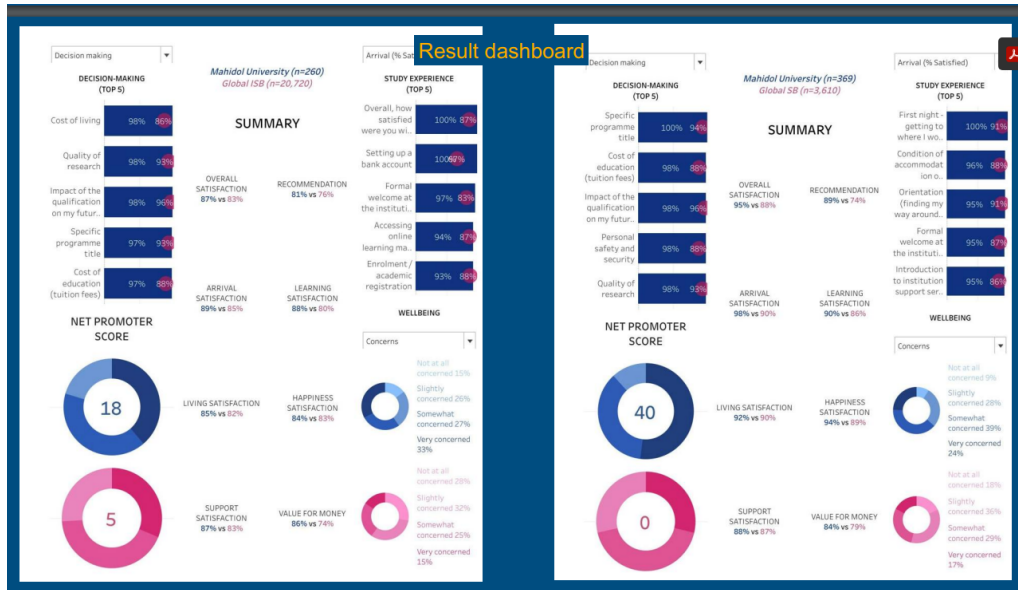 Result dashboard
Decision making
Arrival (% Sat
Mahidol University (n=260)
Global ISB (n=20,720)
DECISION-MAKING
(TOP 5)
STUDY EXPERIENCE
(TOP 5)
Cost of living
98% 86%
Quality of
research
98% 93%
Impact of the
qualification
on my futur..
98% 96%
Specific
programme
title
97% 93%
Cost of
education
(tuition fees)
97% 88%
SUMMARY
OVERALL
SATISFACTION
87% vs 83%
RECOMMENDATION
81% vs 76%
ARRIVAL
SATISFACTION
89% vs 85%
LEARNING
SATISFACTION
88% vs 80%
Overall, how
satisfied
were you wi..
100% 87%
Setting up a
bank account
Formal
welcome at
the instituti..
97% 83%
Accessing
online
learning ma..
94% 87%
Enrolment/
academic
registration
93% 88%
NET PROMOTER
SCORE
18
5
LIVING SATISFACTION
85% vs 82%
HAPPINESS
SATISFACTION
84% vs 83%
SUPPORT
SATISFACTION
87% vs 83%
VALUE FOR MONEY
86% vs 74%
WELLBEING
Concerns
Not at all
concerned 15%
Slightly
concerned 26%
Somewhat
concerned 27%
Very concerned
33%
Not at all
concerned 28%
Slightly
concerned 32%
Somewhat
concerned 25%
Very concerned
15%
Decision making
Arrival (% Satisfied)
Mahidol University (n=369)
Global SB (n=3,610)
DECISION-MAKING
(TOP 5)
STUDY EXPERIENCE
(TOP 5)
Specific
programme
title
100% 94%
Cost of
education
(tuition fees)
98% 88%
Impact of the
qualification
on my futur..
98% 96%
Personal
safety and
security
98% 88%
Quality of
research
98% 93%
SUMMARY
OVERALL
SATISFACTION
95% vs 88%
RECOMMENDATION
89% vs 74%
ARRIVAL
SATISFACTION
98% vs 90%
LEARNING
SATISFACTION
90% vs 86%
First night -
getting to
where I wo..
100% 91%
Condition of
accommodat
ion o..
96% 88%
Orientation
(finding my
way around..
95% 91%
Formal
welcome at
the instituti..
95% 87%
Introduction
to institution
support ser..
95% 86%
NET PROMOTER
SCORE
40
0
LIVING SATISFACTION
92% vs 90%
HAPPINESS
SATISFACTION
94% vs 89%
SUPPORT
SATISFACTION
88% vs 87%
VALUE FOR MONEY
84% vs 79%
WELLBEING
Concerns
Not at all
concerned 9%
Slightly
concerned 28%
Somewhat
concerned 39%
Very concerned
24%
Not at all
concerned 18%
Slightly
concerned 36%
Somewhat
concerned 29%
Very concerned
17%